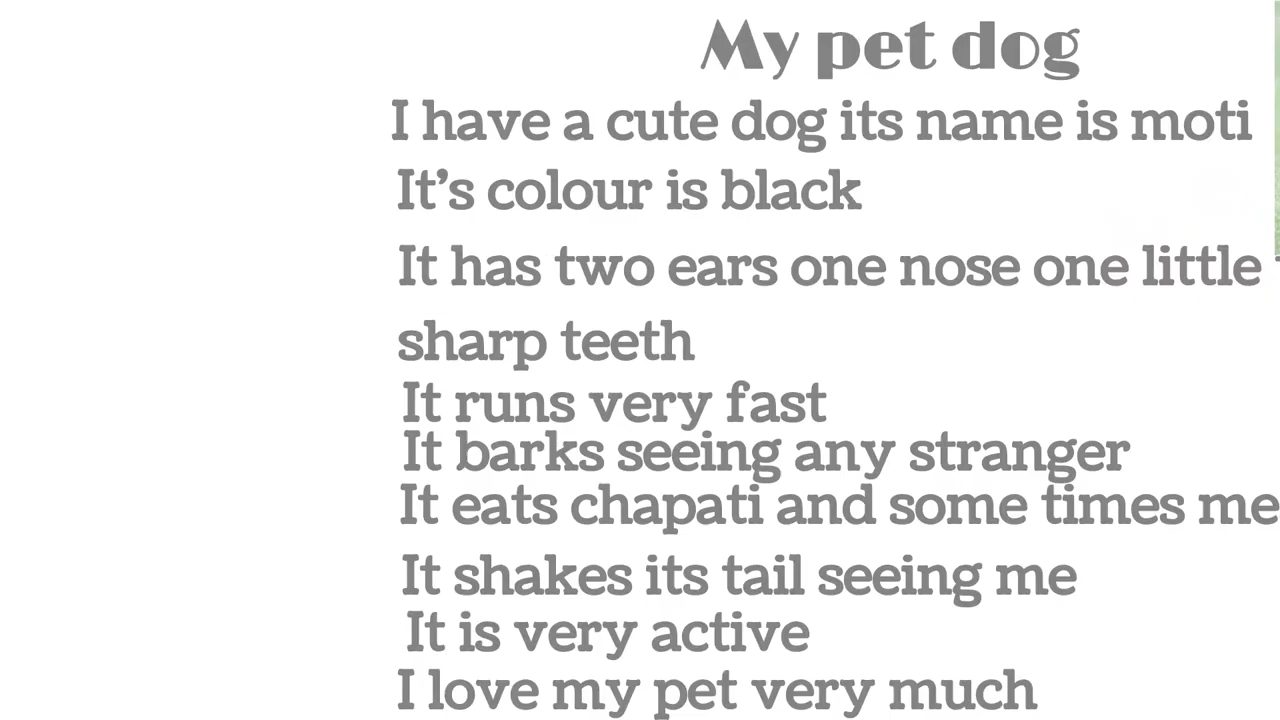 My pet dog
I have a cute dog its name is moti
It's colour is black
It has two ears one nose one little
sharp teeth
It runs very fast
It barks seeing any stranger
It eats chapati and some times
It shakes its tail seeing me
It is very active
I love my pet very much